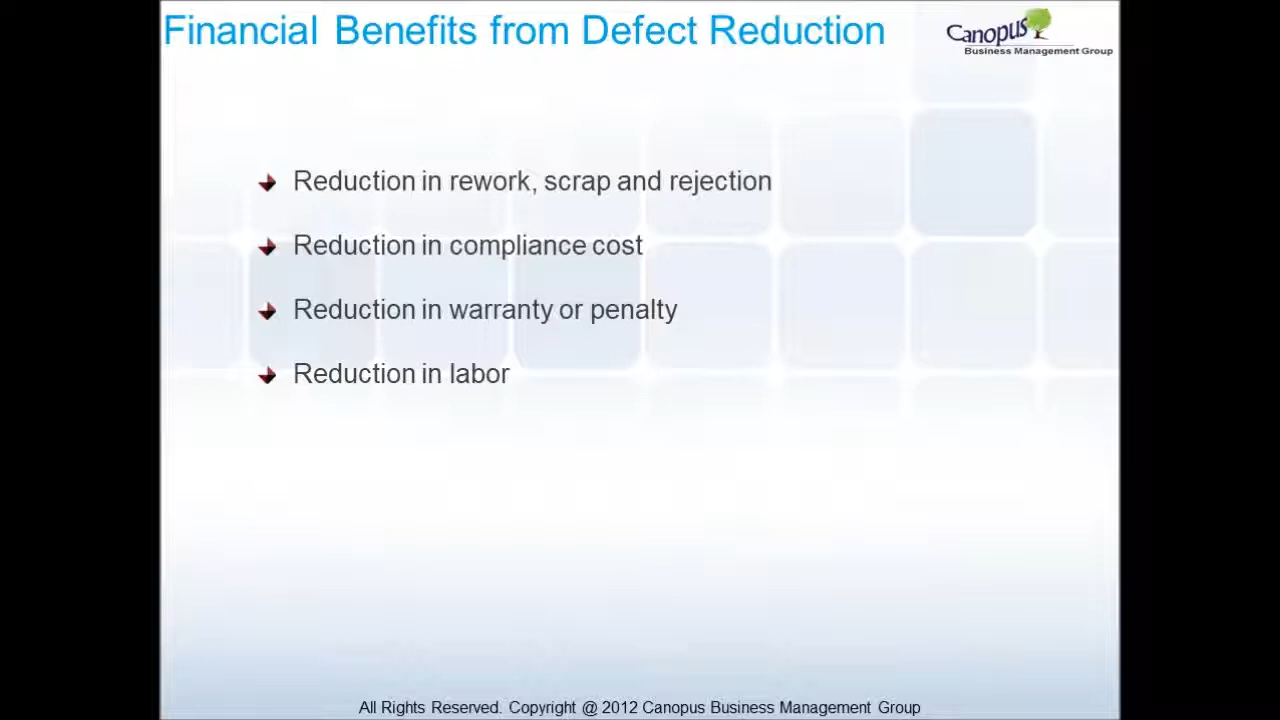 Financial Benefits from Defect Reduction
Canopus
Business Management Group
Reduction in rework, scrap and rejection
Reduction in compliance cost
Reduction in warranty or penalty
Reduction in labor
All Rights Reserved. Copyright @ 2012 Canopus Business Management Group